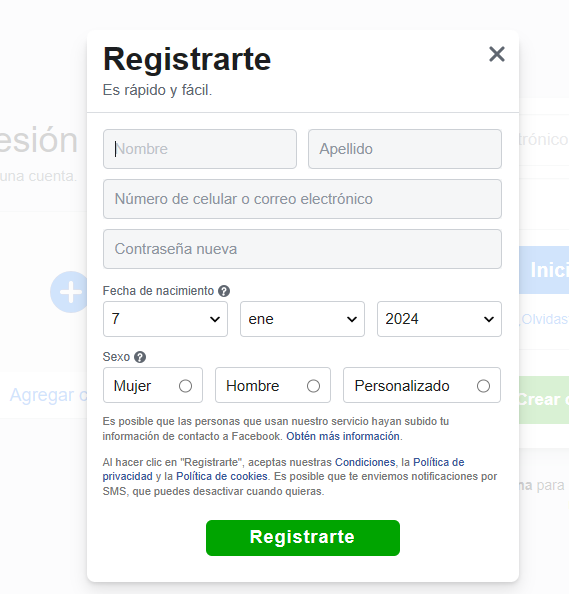 Registrarte
Es rápido y fácil.
esión
una cuenta.
Nombre
Apellido
trónico
Número de celular o correo electrónico
Contraseña nueva
Inici
Fecha de nacimiento
7
ene
2024
¿Olvidas
Sexo
Mujer
Hombre
Personalizado
Agregar c
Crear c
Es posible que las personas que usan nuestro servicio hayan subido tu
información de contacto a Facebook. Obtén más información.
Al hacer clic en "Registrarte", aceptas nuestras Condiciones, la Política de
privacidad y la Política de cookies. Es posible que te enviemos notificaciones por
SMS, que puedes desactivar cuando quieras.
na para
Registrarte